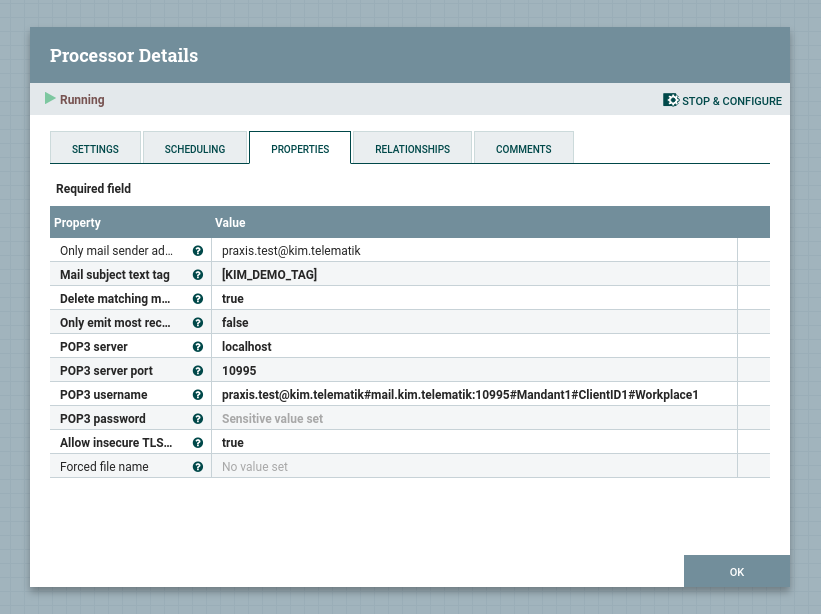 Processor Details
Running
STOP & CONFIGURE
SETTINGS SCHEDULING PROPERTIES RELATIONSHIPS COMMENTS
Required field
Property Value
Only mail sender ad... praxis.test@kim.telematik
Mail subject text tag [KIM_DEMO_TAG]
Delete matching m... true
Only emit most rec... false
POP3 server localhost
POP3 server port 10995
POP3 username praxis.test@kim.telematik#mail.kim.telematik:10995#Mandant1#ClientID1#Workplace1
POP3 password Sensitive value set
Allow insecure TLS... true
Forced file name No value set
OK